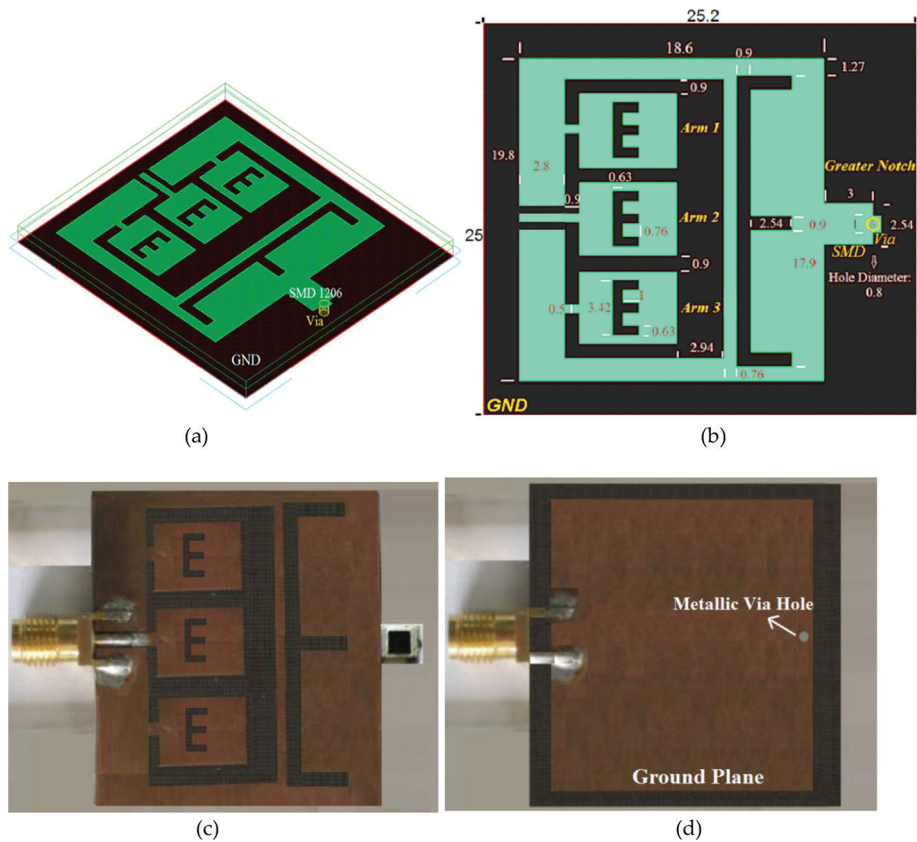 SMD 1206
Via
GND
(a)
25.2
18.6
0.9
1.27
0.9
Arm 1
19.8
2.8
Greater Notch
0.63
3
0.9
Arm 2
2.54
0.9
1
2.54
0.76
SMD
Via
25
0.9
17.9
Hole Diameter:
0.8
0.5
3.42
1
Arm 3
0.63
2.94
0.76
GND
(b)
E
E
E
(c)
Metallic Via Hole
Ground Plane
(d)